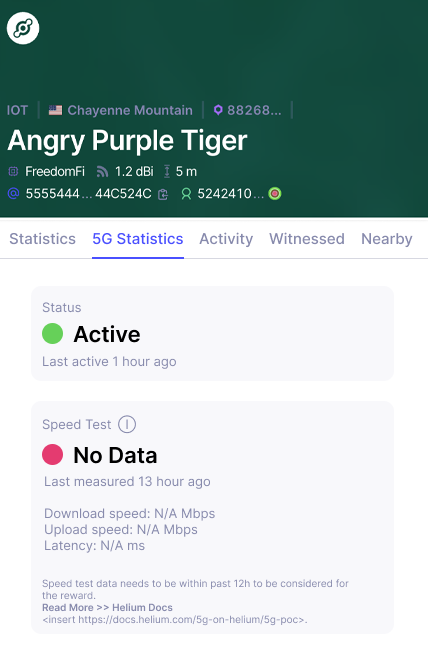 IOT | Chayenne Mountain | 88268... |
Angry Purple Tiger
FreedomFi 1.2 dBi 5 m
5555444...44C524C 5242410...
Statistics 5G Statistics Activity Witnessed Nearby
Status
Active
Last active 1 hour ago
Speed Test
No Data
Last measured 13 hour ago
Download speed: N/A Mbps
Upload speed: N/A Mbps
Latency: N/A ms
Speed test data needs to be within past 12h to be considered for
the reward.
Read More >> Helium Docs
<insert https://docs.helium.com/5g-on-helium/5g-poc>.